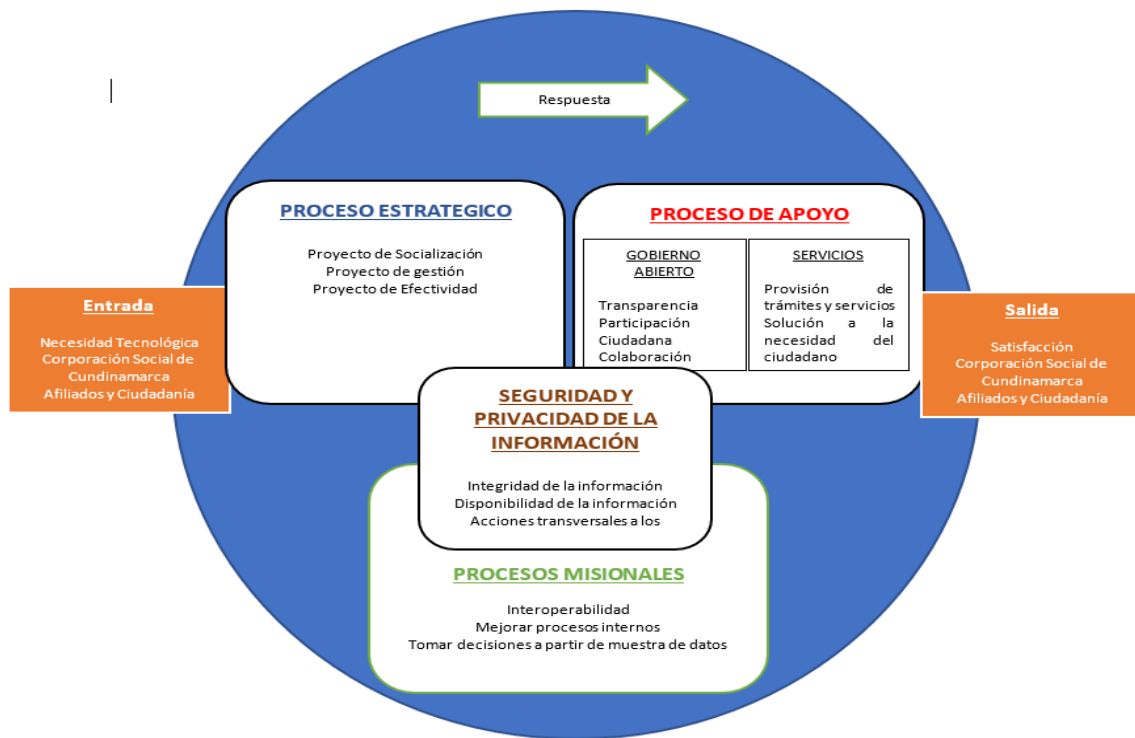 Respuesta
PROCESO ESTRATEGICO
Proyecto de Socialización
Proyecto de gestión
Proyecto de Efectividad
PROCESO DE APOYO
GOBIERNO
ABIERTO
Transparencia
Participación
Ciudadana
Colaboración
SERVICIOS
Provisión de
trámites y servicios
Solución a la
necesidad del
ciudadano
Entrada
Necesidad Tecnológica
Corporación Social de
Cundinamarca
Afiliados y Ciudadanía
Salida
Satisfacción
Corporación Social de
Cundinamarca
Afiliados y Ciudadanía
SEGURIDAD Y
PRIVACIDAD DE LA
INFORMACIÓN
Integridad de la información
Disponibilidad de la información
Acciones transversales a los
PROCESOS MISIONALES
Interoperabilidad
Mejorar procesos internos
Tomar decisiones a partir de muestra de datos